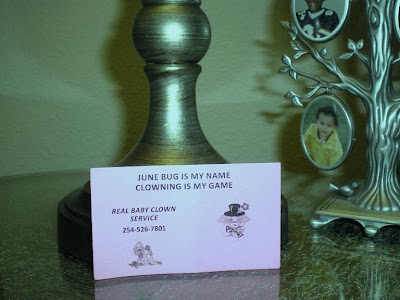 JUNE BUG IS MY NAME
CLOWNING IS MY GAME
REAL BABY CLOWN
SERVICE
254-526-7801